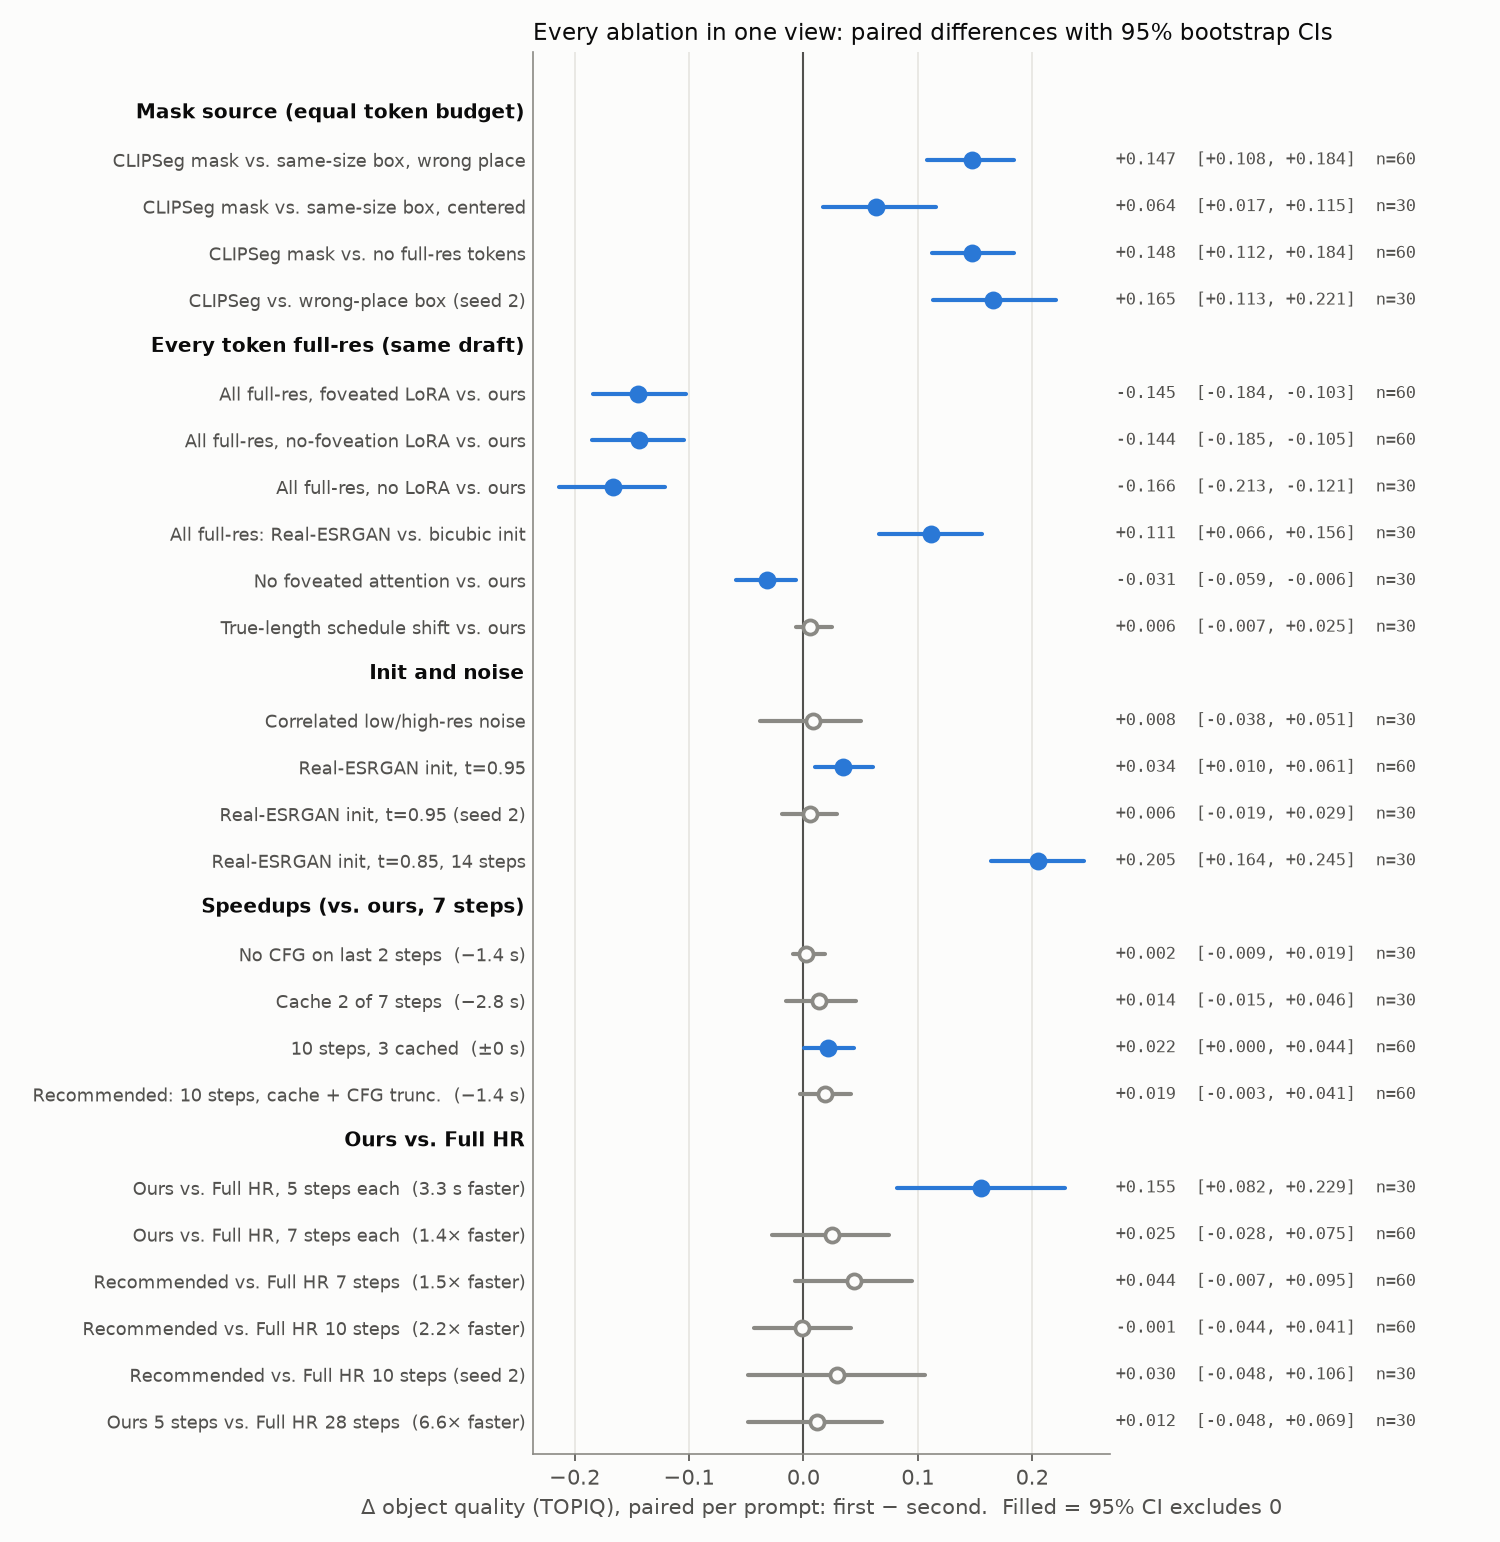 Every ablation in one view: paired differences with 95% bootstrap CIs
Mask source (equal token budget)
CLIPSeg mask vs. same-size box, wrong place +0.147 [+0.108, +0.184] n=60
CLIPSeg mask vs. same-size box, centered +0.064 [+0.017, +0.115] n=30
CLIPSeg mask vs. no full-res tokens +0.148 [+0.112, +0.184] n=60
CLIPSeg vs. wrong-place box (seed 2) +0.165 [+0.113, +0.221] n=30
Every token full-res (same draft)
All full-res, foveated LoRA vs. ours -0.145 [-0.184, -0.103] n=60
All full-res, no-foveation LoRA vs. ours -0.144 [-0.185, -0.105] n=60
All full-res, no LoRA vs. ours -0.166 [-0.213, -0.121] n=30
All full-res: Real-ESRGAN vs. bicubic init +0.111 [+0.066, +0.156] n=30
No foveated attention vs. ours -0.031 [-0.059, -0.006] n=30
True-length schedule shift vs. ours +0.006 [-0.007, +0.025] n=30
Init and noise
Correlated low/high-res noise +0.008 [-0.038, +0.051] n=30
Real-ESRGAN init, t=0.95 +0.034 [+0.010, +0.061] n=60
Real-ESRGAN init, t=0.95 (seed 2) +0.006 [-0.019, +0.029] n=30
Real-ESRGAN init, t=0.85, 14 steps +0.205 [+0.164, +0.245] n=30
Speedups (vs. ours, 7 steps)
No CFG on last 2 steps (−1.4 s) +0.002 [-0.009, +0.019] n=30
Cache 2 of 7 steps (−2.8 s) +0.014 [-0.015, +0.046] n=30
10 steps, 3 cached (±0 s) +0.022 [+0.000, +0.044] n=60
Recommended: 10 steps, cache + CFG trunc. (−1.4 s) +0.019 [-0.003, +0.041] n=60
Ours vs. Full HR
Ours vs. Full HR, 5 steps each (3.3 s faster) +0.155 [+0.082, +0.229] n=30
Ours vs. Full HR, 7 steps each (1.4× faster) +0.025 [-0.028, +0.075] n=60
Recommended vs. Full HR 7 steps (1.5× faster) +0.044 [-0.007, +0.095] n=60
Recommended vs. Full HR 10 steps (2.2× faster) -0.001 [-0.044, +0.041] n=60
Recommended vs. Full HR 10 steps (seed 2) +0.030 [-0.048, +0.106] n=30
Ours 5 steps vs. Full HR 28 steps (6.6× faster) +0.012 [-0.048, +0.069] n=30
−0.2 −0.1 0.0 0.1 0.2
Δ object quality (TOPIQ), paired per prompt: first − second. Filled = 95% CI excludes 0